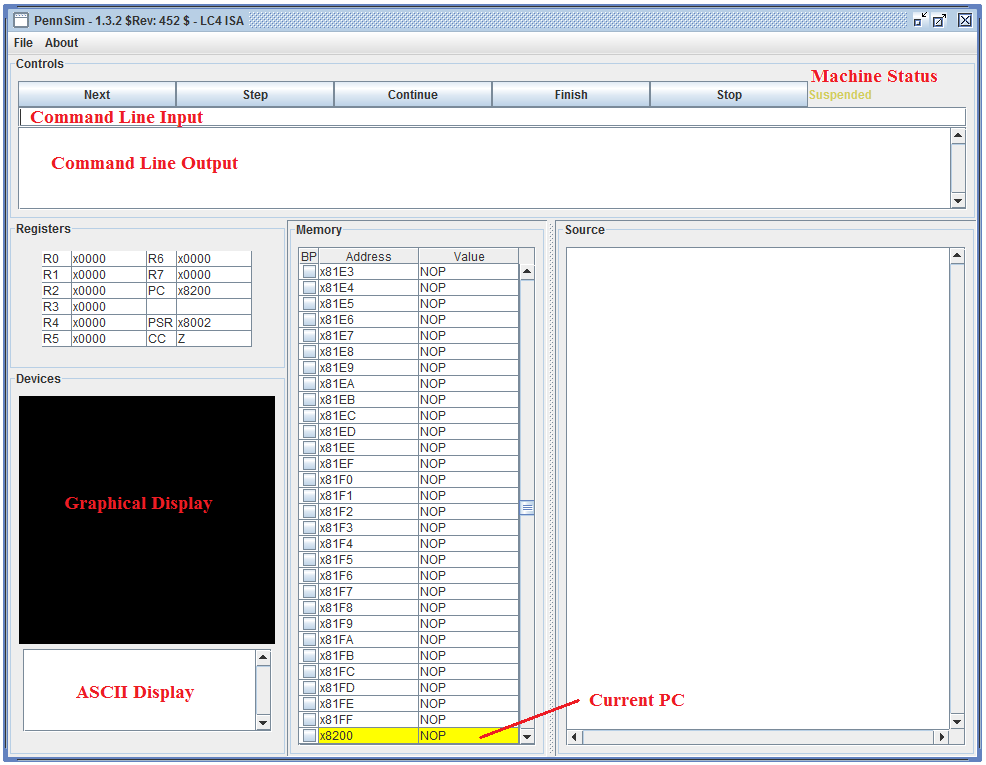 PennSim - 1.3.2 $Rev: 452 $ - LC4 ISA
File About
Controls
Machine Status
Next Step Continue Finish Stop Suspended
Command Line Input
Command Line Output
Registers
R0 x0000 R6 x0000
R1 x0000 R7 x0000
R2 x0000 PC x8200
R3 x0000
R4 x0000 PSR x8002
R5 x0000 CC Z
Devices
Graphical Display
ASCII Display
Memory
BP Address Value
x81E3 NOP
x81E4 NOP
x81E5 NOP
x81E6 NOP
x81E7 NOP
x81E8 NOP
x81E9 NOP
x81EA NOP
x81EB NOP
x81EC NOP
x81ED NOP
x81EE NOP
x81EF NOP
x81F0 NOP
x81F1 NOP
x81F2 NOP
x81F3 NOP
x81F4 NOP
x81F5 NOP
x81F6 NOP
x81F7 NOP
x81F8 NOP
x81F9 NOP
x81FA NOP
x81FB NOP
x81FC NOP
x81FD NOP
x81FE NOP
x81FF NOP
x8200 NOP
Source
Current PC